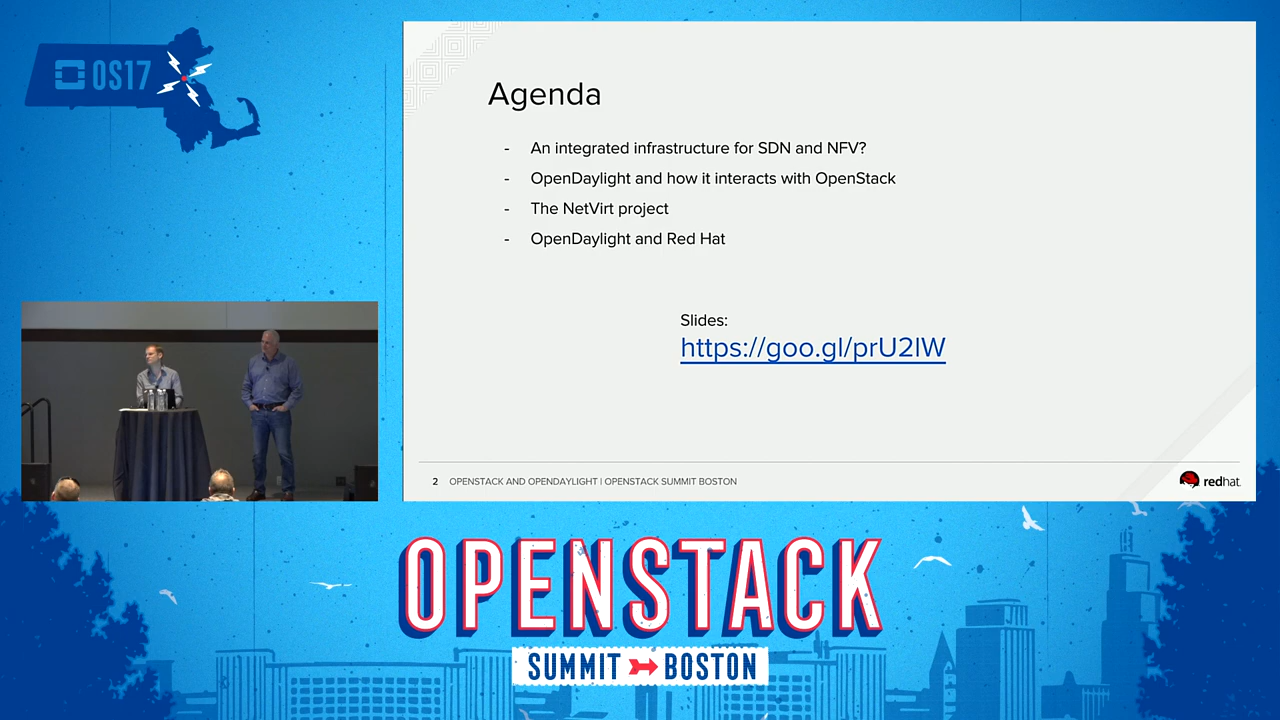 OS17
Agenda
- An integrated infrastructure for SDN and NFV?
- OpenDaylight and how it interacts with OpenStack
- The NetVirt project
- OpenDaylight and Red Hat
Slides:
https://goo.gl/prU2lW
2 OPENSTACK AND OPENDAYLIGHT | OPENSTACK SUMMIT BOSTON
redhat.
OPENSTACK
SUMMIT BOSTON